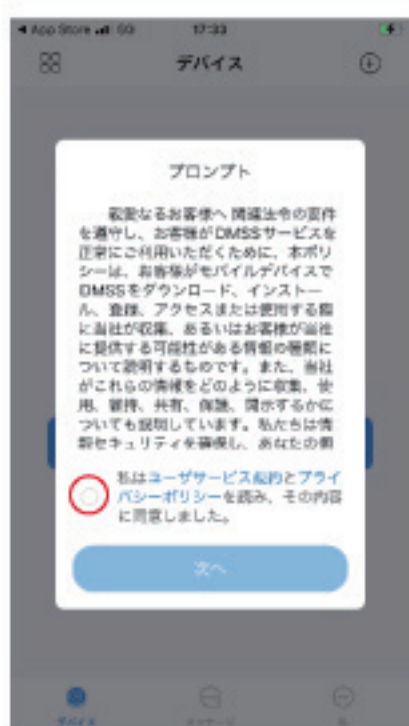 App Store 5G 17:33
デバイス
プロンプト
親愛なるお客様へ 関連法令の要件
を遵守し、お客様がDMSSサービスを
正常にご利用いただくために、本ポリ
シーは、お客様がモバイルデバイスで
DMSSをダウンロード、インストー
ル、登録、アクセスまたは使用する際
に当社が収集、あるいはお客様が当社
に提供する可能性がある情報の種類に
ついて説明するものです。また、当社
がこれらの情報をどのように収集、使
用、維持、共有、保護、開示するかに
ついても説明しています。私たちは情
報セキュリティを確保し、あなたの個
私はユーザサービス規約とプライ
バシーポリシーを読み、その内容
に同意しました。
次へ
デバイス